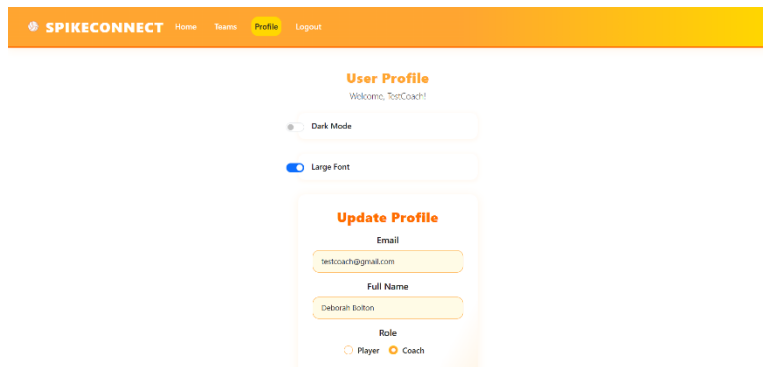 SPIKECONNECT Home Teams Profile Logout
User Profile
Welcome, TestCoach!
Dark Mode
Large Font
Update Profile
Email
testcoach@gmail.com
Full Name
Deborah Bolton
Role
Player Coach